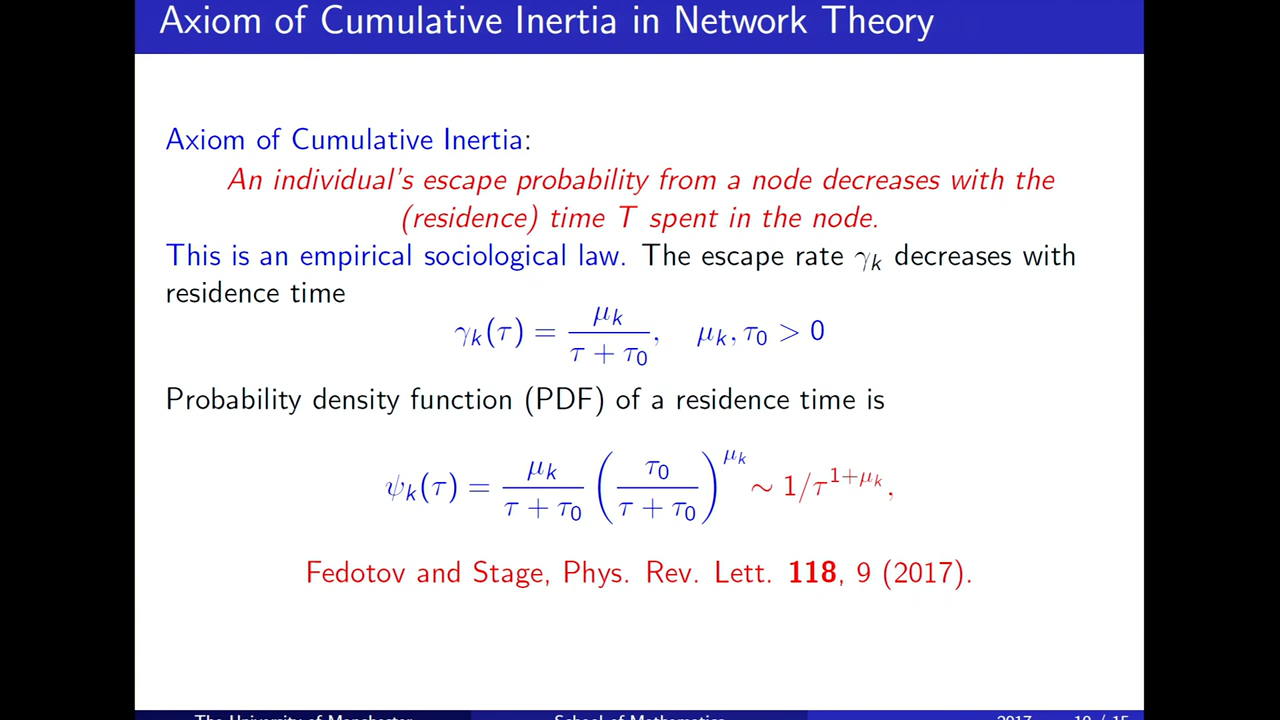 Axiom of Cumulative Inertia in Network Theory
Axiom of Cumulative Inertia:
An individual's escape probability from a node decreases with the
(residence) time T spent in the node.
This is an empirical sociological law. The escape rate γ_k decreases with
residence time
γ_k(τ) = μ_k / (τ + τ_0), μ_k, τ_0 > 0
Probability density function (PDF) of a residence time is
ψ_k(τ) = μ_k / (τ + τ_0) (τ_0 / (τ + τ_0))^{μ_k} ∼ 1/τ^{1+μ_k},
Fedotov and Stage, Phys. Rev. Lett. 118, 9 (2017).
The University of Manchester School of Mathematics 2017 10 / 15